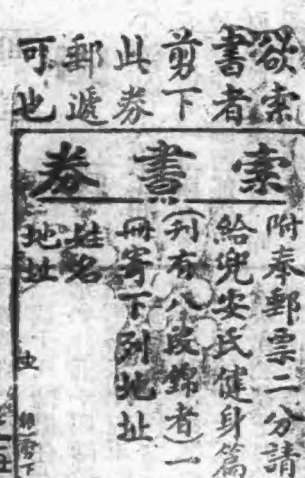 欲索
書者
剪下
此券
郵遞
可也
索書券
附奉郵票二分請
給兜安氏健身篇
(刊有八段錦者)一
冊寄下列地址
姓名
地址